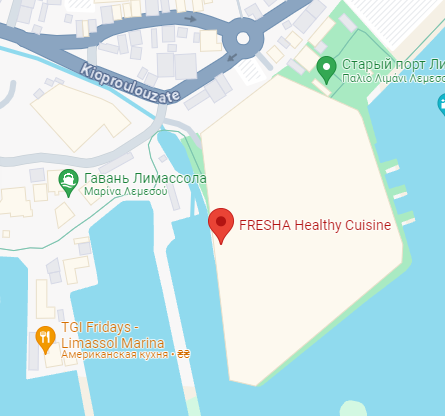 Kioproulouzate
Старый порт Ли
Παλιό Λιμάνι Λεμεσο
Гавань Лимассола
Μαρίνα Λεμεσού
FRESHA Healthy Cuisine
TGI Fridays -
Limassol Marina
Американская кухня · ₴₴